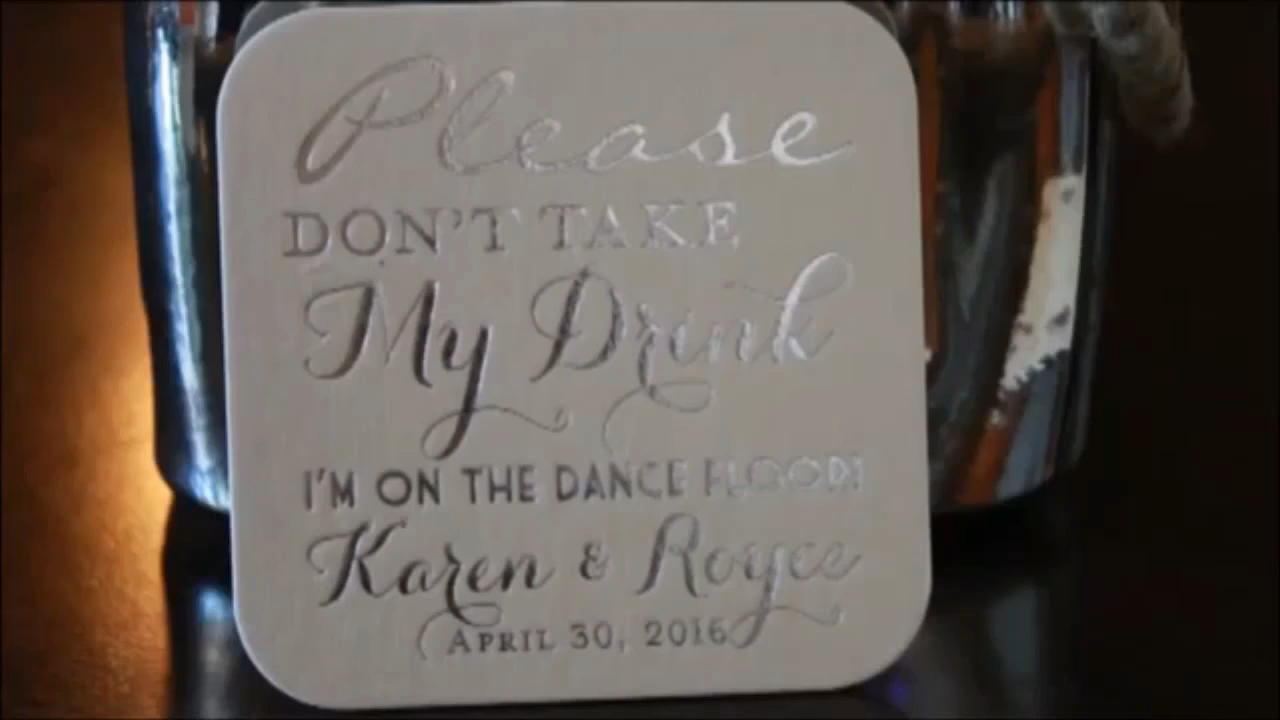 Please
DON'T TAKE
My Drink
I'M ON THE DANCE FLOOR!
Karen & Royce
APRIL 30, 2016